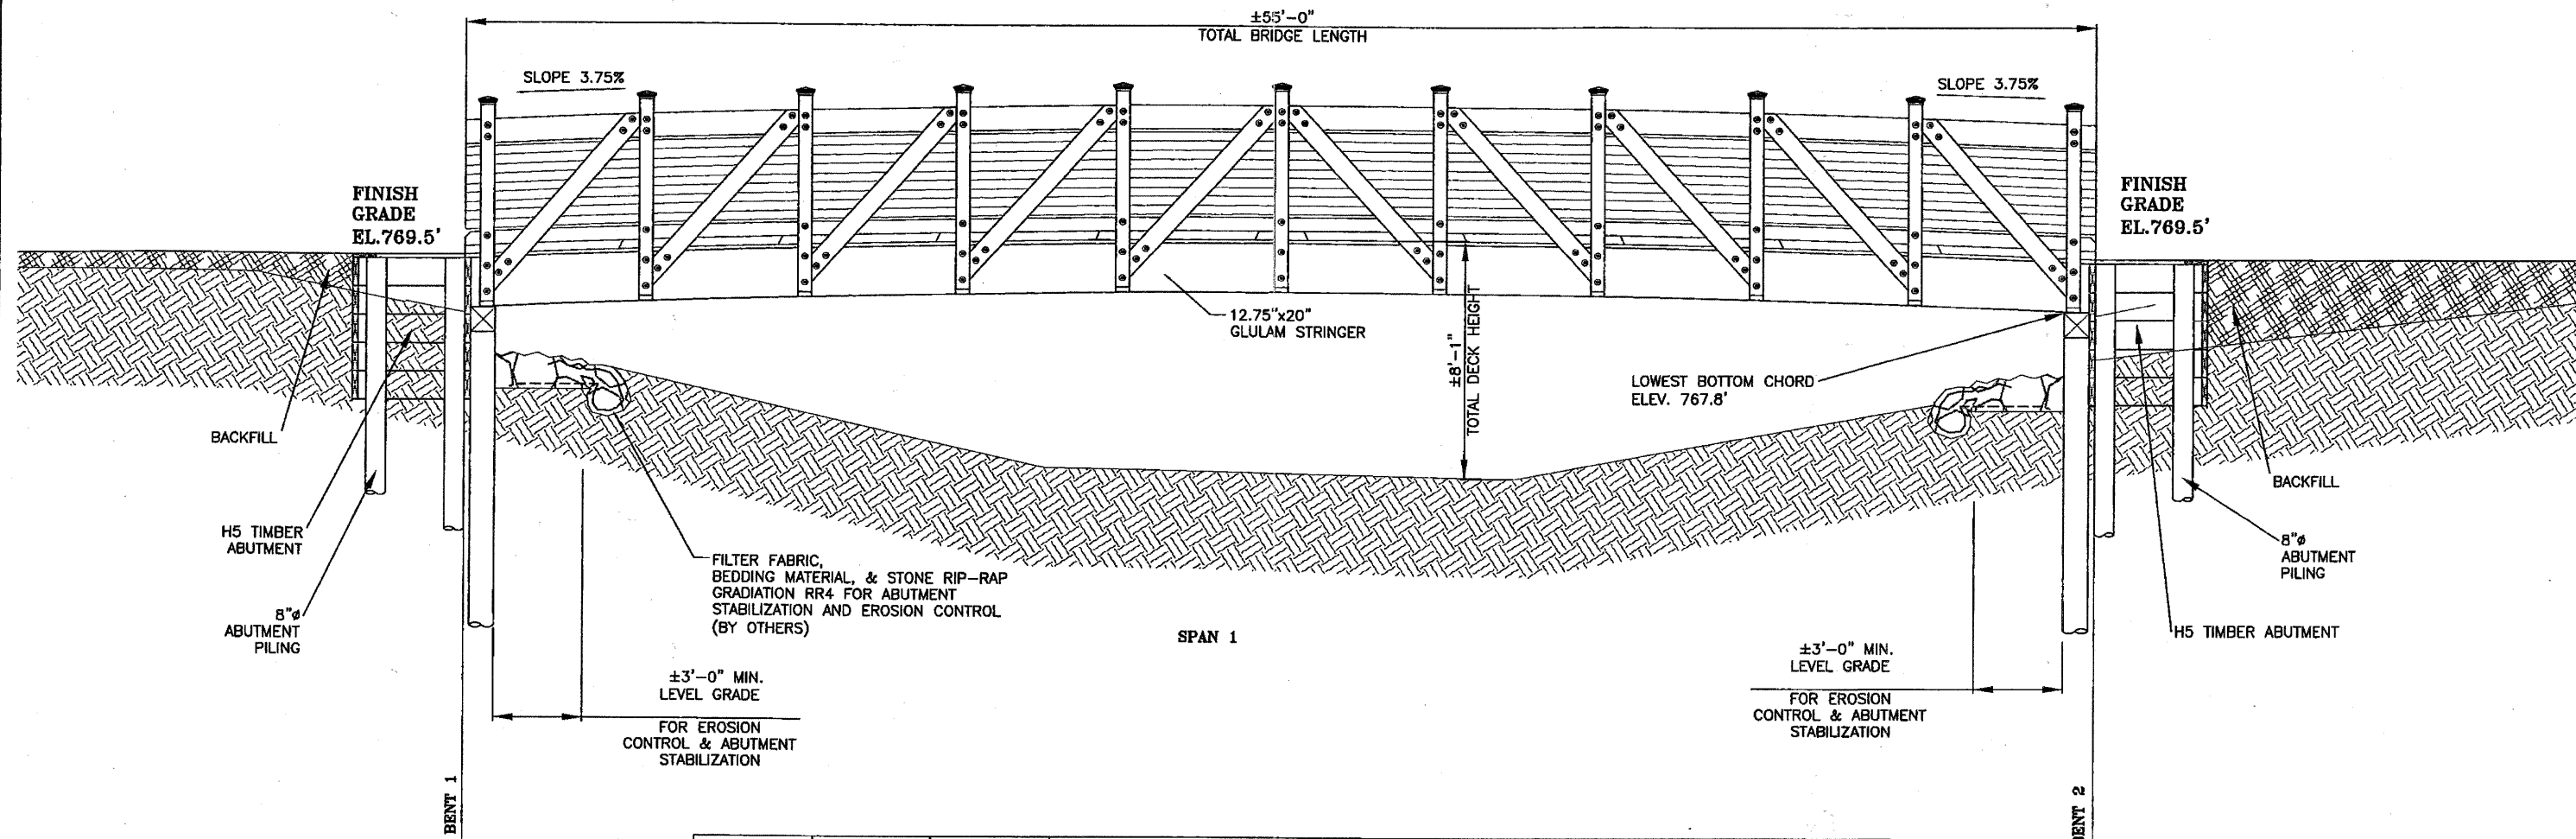 ±55'-0"
TOTAL BRIDGE LENGTH
SLOPE 3.75%
SLOPE 3.75%
FINISH
GRADE
EL.769.5'
FINISH
GRADE
EL.769.5'
12.75"x20"
GLULAM STRINGER
±8'-1"
TOTAL DECK HEIGHT
LOWEST BOTTOM CHORD
ELEV. 767.8'
BACKFILL
BACKFILL
H5 TIMBER
ABUTMENT
8"ø
ABUTMENT
PILING
FILTER FABRIC,
BEDDING MATERIAL, & STONE RIP-RAP
GRADIATION RR4 FOR ABUTMENT
STABILIZATION AND EROSION CONTROL
(BY OTHERS)
SPAN 1
8"ø
ABUTMENT
PILING
H5 TIMBER ABUTMENT
±3'-0" MIN.
LEVEL GRADE
FOR EROSION
CONTROL & ABUTMENT
STABILIZATION
±3'-0" MIN.
LEVEL GRADE
FOR EROSION
CONTROL & ABUTMENT
STABILIZATION
BENT 1
BENT 2